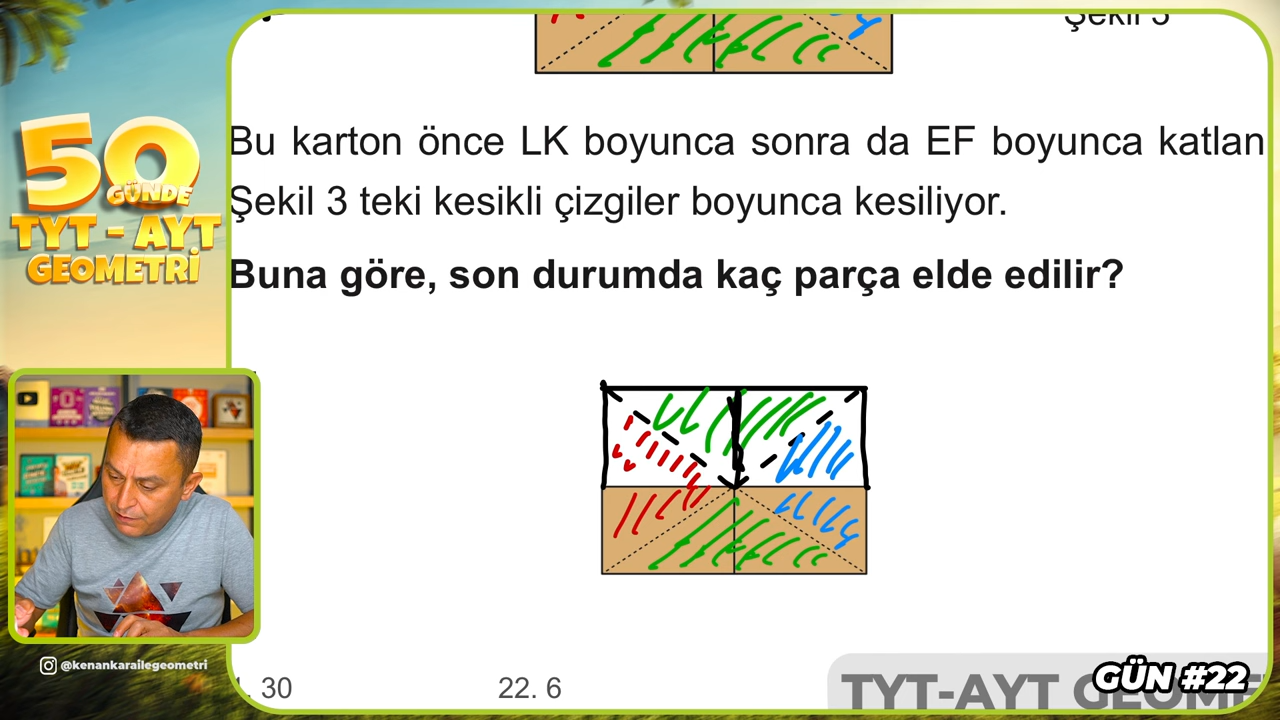 Şekil 3
50
GÜNDE
TYT - AYT
GEOMETRİ
Bu karton önce LK boyunca sonra da EF boyunca katlan
Şekil 3 teki kesikli çizgiler boyunca kesiliyor.
Buna göre, son durumda kaç parça elde edilir?
@kenankarailegeometri
. 30
22. 6
TYT-AYT GEOME
GÜN #22